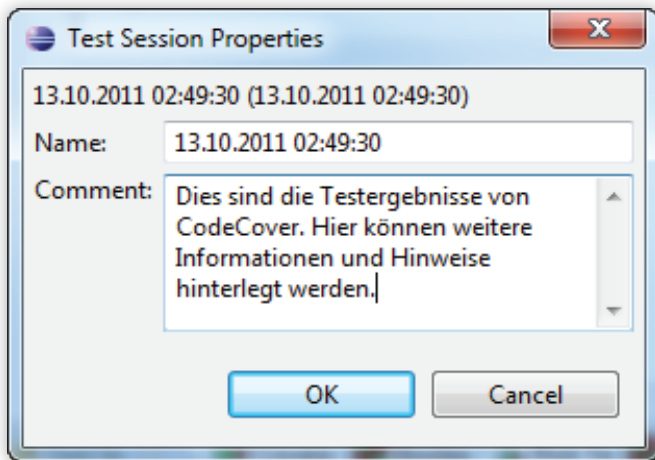 Test Session Properties
13.10.2011 02:49:30 (13.10.2011 02:49:30)
Name: 13.10.2011 02:49:30
Comment: Dies sind die Testergebnisse von
CodeCover. Hier können weitere
Informationen und Hinweise
hinterlegt werden.
OK Cancel